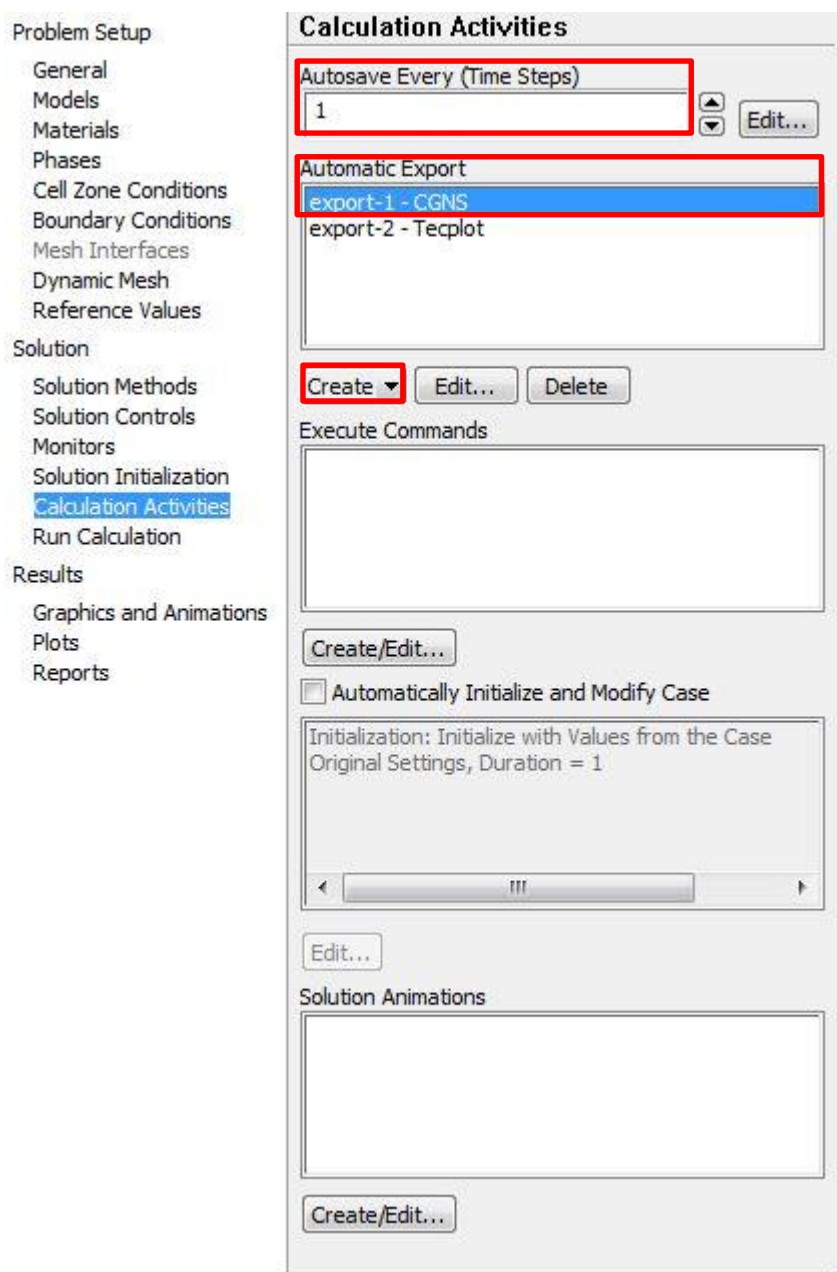 Problem Setup
General
Models
Materials
Phases
Cell Zone Conditions
Boundary Conditions
Mesh Interfaces
Dynamic Mesh
Reference Values
Solution
Solution Methods
Solution Controls
Monitors
Solution Initialization
Calculation Activities
Run Calculation
Results
Graphics and Animations
Plots
Reports
Calculation Activities
Autosave Every (Time Steps)
1
Edit...
Automatic Export
export-1 - CGNS
export-2 - Tecplot
Create Edit... Delete
Execute Commands
Create/Edit...
Automatically Initialize and Modify Case
Initialization: Initialize with Values from the Case
Original Settings, Duration = 1
Edit...
Solution Animations
Create/Edit...